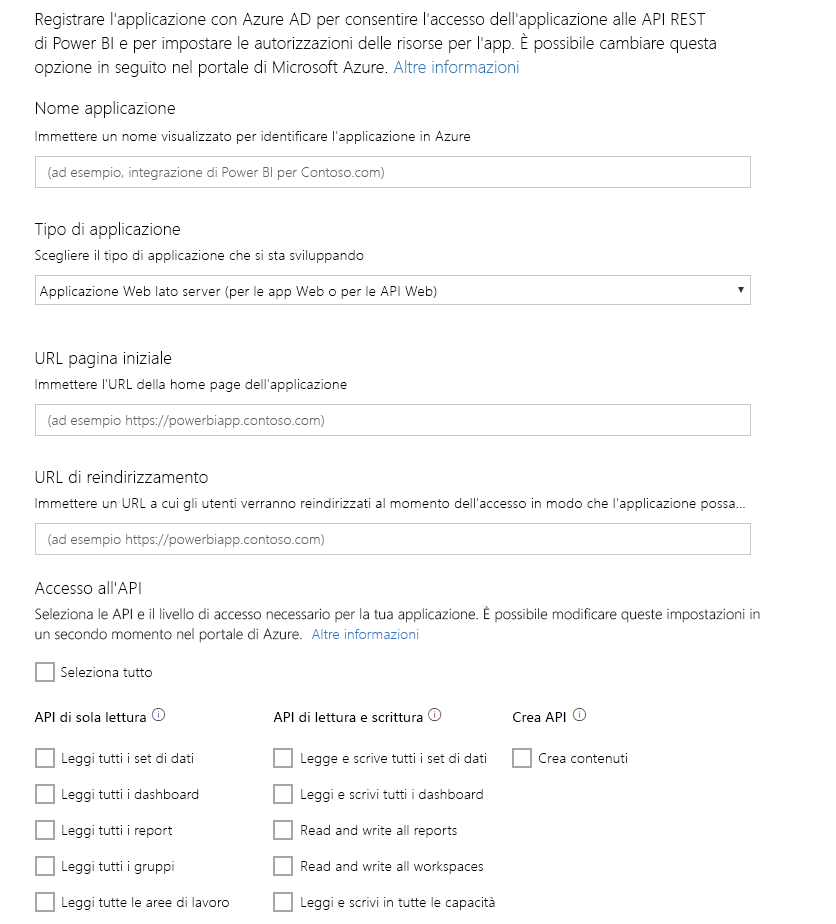 Registrare l'applicazione con Azure AD per consentire l'accesso dell'applicazione alle API REST
di Power BI e per impostare le autorizzazioni delle risorse per l'app. È possibile cambiare questa
opzione in seguito nel portale di Microsoft Azure. Altre informazioni
Nome applicazione
Immettere un nome visualizzato per identificare l'applicazione in Azure
(ad esempio, integrazione di Power BI per Contoso.com)
Tipo di applicazione
Scegliere il tipo di applicazione che si sta sviluppando
Applicazione Web lato server (per le app Web o per le API Web)
URL pagina iniziale
Immettere l'URL della home page dell'applicazione
(ad esempio https://powerbiapp.contoso.com)
URL di reindirizzamento
Immettere un URL a cui gli utenti verranno reindirizzati al momento dell'accesso in modo che l'applicazione possa...
(ad esempio https://powerbiapp.contoso.com)
Accesso all'API
Seleziona le API e il livello di accesso necessario per la tua applicazione. È possibile modificare queste impostazioni in
un secondo momento nel portale di Azure. Altre informazioni
Seleziona tutto
API di sola lettura
Leggi tutti i set di dati
Leggi tutti i dashboard
Leggi tutti i report
Leggi tutti i gruppi
Leggi tutte le aree di lavoro
API di lettura e scrittura
Legge e scrive tutti i set di dati
Leggi e scrivi tutti i dashboard
Read and write all reports
Read and write all workspaces
Leggi e scrivi in tutte le capacità
Crea API
Crea contenuti